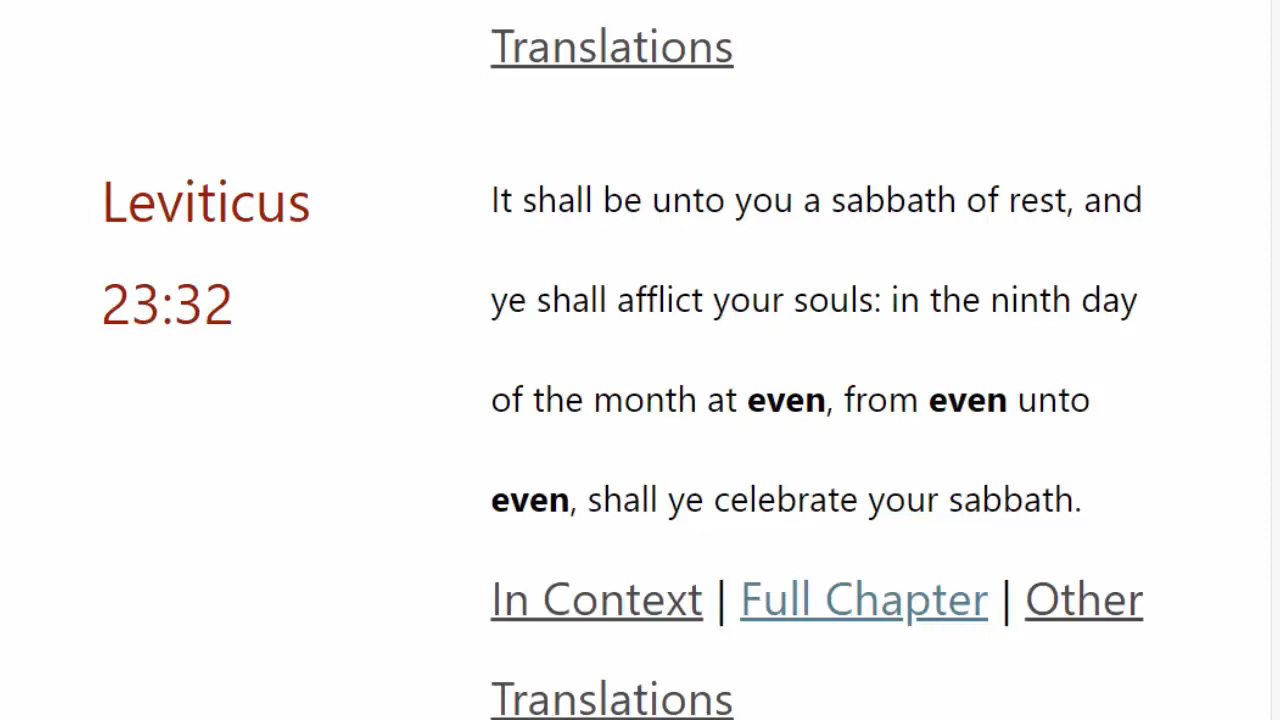 Translations
Leviticus
23:32
It shall be unto you a sabbath of rest, and
ye shall afflict your souls: in the ninth day
of the month at even, from even unto
even, shall ye celebrate your sabbath.
In Context | Full Chapter | Other
Translations